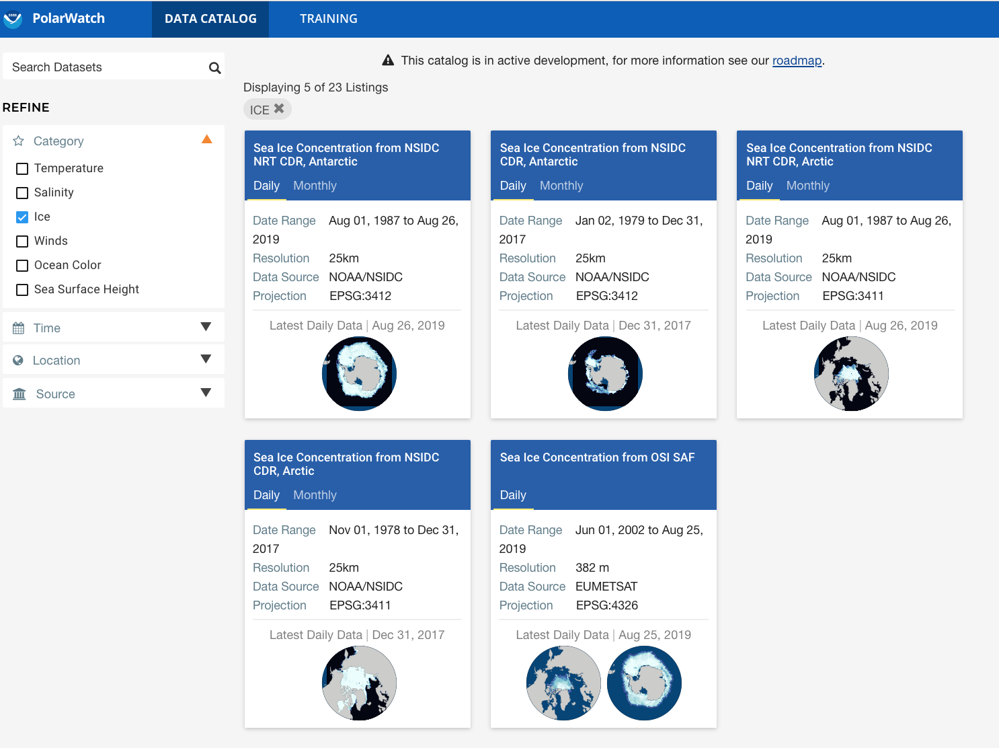 PolarWatch
DATA CATALOG
TRAINING
Search Datasets
This catalog is in active development, for more information see our roadmap.
Displaying 5 of 23 Listings
ICE
REFINE
Category
Temperature
Salinity
Ice
Winds
Ocean Color
Sea Surface Height
Time
Location
Source
Sea Ice Concentration from NSIDC
NRT CDR, Antarctic
Daily Monthly
Date Range Aug 01, 1987 to Aug 26,
2019
Resolution 25km
Data Source NOAA/NSIDC
Projection EPSG:3412
Latest Daily Data | Aug 26, 2019
Sea Ice Concentration from NSIDC
CDR, Antarctic
Daily Monthly
Date Range Jan 02, 1979 to Dec 31,
2017
Resolution 25km
Data Source NOAA/NSIDC
Projection EPSG:3412
Latest Daily Data | Dec 31, 2017
Sea Ice Concentration from NSIDC
NRT CDR, Arctic
Daily Monthly
Date Range Aug 01, 1987 to Aug 26,
2019
Resolution 25km
Data Source NOAA/NSIDC
Projection EPSG:3411
Latest Daily Data | Aug 26, 2019
Sea Ice Concentration from NSIDC
CDR, Arctic
Daily Monthly
Date Range Nov 01, 1978 to Dec 31,
2017
Resolution 25km
Data Source NOAA/NSIDC
Projection EPSG:3411
Latest Daily Data | Dec 31, 2017
Sea Ice Concentration from OSI SAF
Daily
Date Range Jun 01, 2002 to Aug 25,
2019
Resolution 382 m
Data Source EUMETSAT
Projection EPSG:4326
Latest Daily Data | Aug 25, 2019